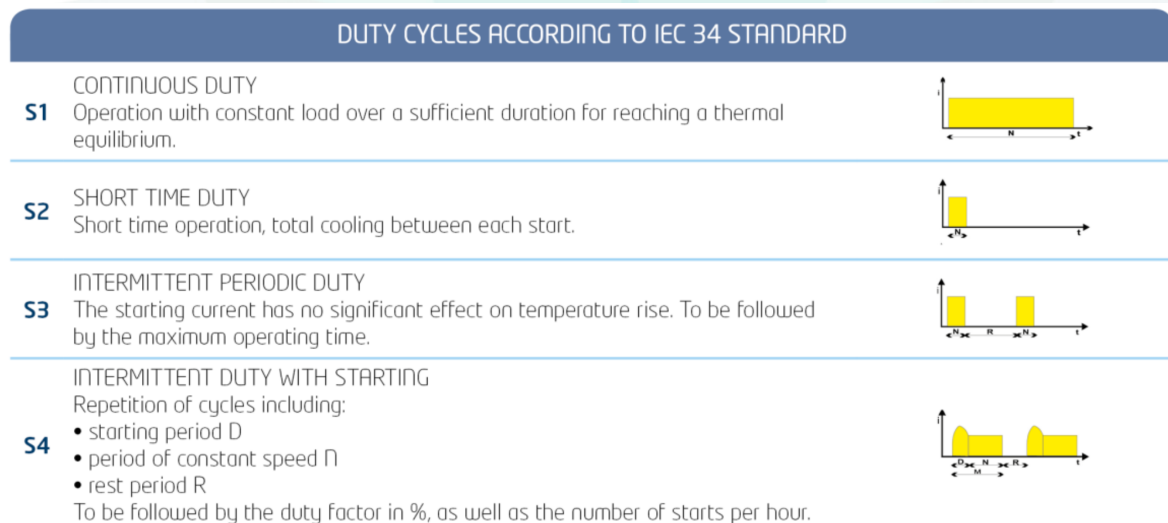 DUTY CYCLES ACCORDING TO IEC 34 STANDARD
S1
CONTINUOUS DUTY
Operation with constant load over a sufficient duration for reaching a thermal
equilibrium.
i
N
t
S2
SHORT TIME DUTY
Short time operation, total cooling between each start.
i
N
t
S3
INTERMITTENT PERIODIC DUTY
The starting current has no significant effect on temperature rise. To be followed
by the maximum operating time.
i
N R N t
S4
INTERMITTENT DUTY WITH STARTING
Repetition of cycles including:
• starting period D
• period of constant speed N
• rest period R
To be followed by the duty factor in %, as well as the number of starts per hour.
i
D N R t
M